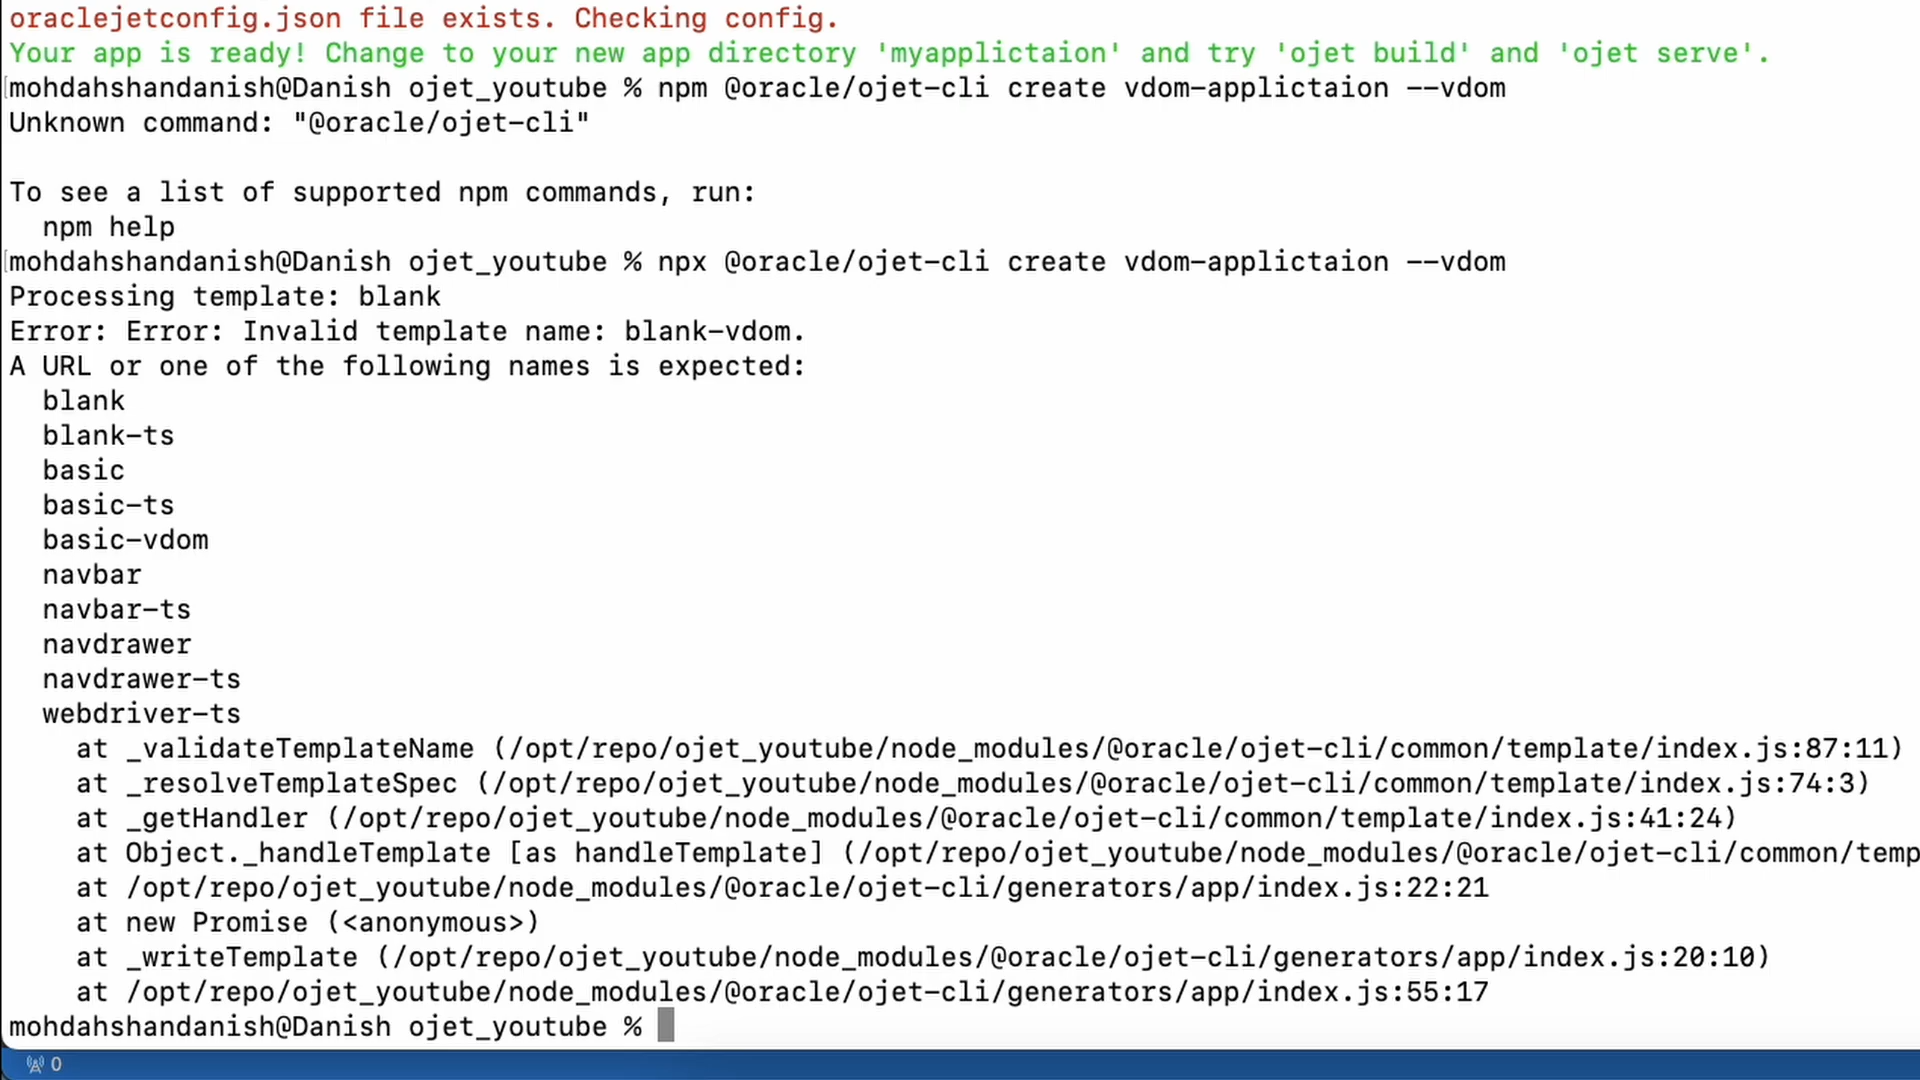 oraclejetconfig.json file exists. Checking config.
Your app is ready! Change to your new app directory 'myapplictaion' and try 'ojet build' and 'ojet serve'.
mohdahshandanish@Danish ojet_youtube % npm @oracle/ojet-cli create vdom-applictaion --vdom
Unknown command: "@oracle/ojet-cli"
To see a list of supported npm commands, run:
npm help
mohdahshandanish@Danish ojet_youtube % npx @oracle/ojet-cli create vdom-applictaion --vdom
Processing template: blank
Error: Error: Invalid template name: blank-vdom.
A URL or one of the following names is expected:
blank
blank-ts
basic
basic-ts
basic-vdom
navbar
navbar-ts
navdrawer
navdrawer-ts
webdriver-ts
at _validateTemplateName (/opt/repo/ojet_youtube/node_modules/@oracle/ojet-cli/common/template/index.js:87:11)
at _resolveTemplateSpec (/opt/repo/ojet_youtube/node_modules/@oracle/ojet-cli/common/template/index.js:74:3)
at _getHandler (/opt/repo/ojet_youtube/node_modules/@oracle/ojet-cli/common/template/index.js:41:24)
at Object._handleTemplate [as handleTemplate] (/opt/repo/ojet_youtube/node_modules/@oracle/ojet-cli/common/temp
at /opt/repo/ojet_youtube/node_modules/@oracle/ojet-cli/generators/app/index.js:22:21
at new Promise (<anonymous>)
at _writeTemplate (/opt/repo/ojet_youtube/node_modules/@oracle/ojet-cli/generators/app/index.js:20:10)
at /opt/repo/ojet_youtube/node_modules/@oracle/ojet-cli/generators/app/index.js:55:17
mohdahshandanish@Danish ojet_youtube %
0